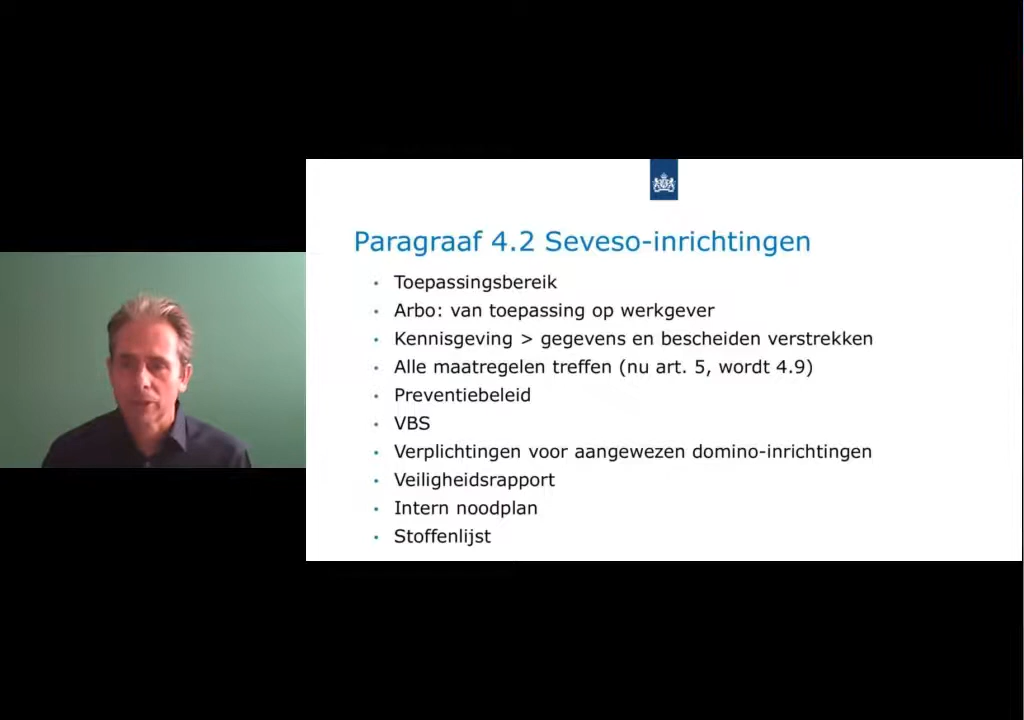 Paragraaf 4.2 Seveso-inrichtingen
• Toepassingsbereik
• Arbo: van toepassing op werkgever
• Kennisgeving > gegevens en bescheiden verstrekken
• Alle maatregelen treffen (nu art. 5, wordt 4.9)
• Preventiebeleid
• VBS
• Verplichtingen voor aangewezen domino-inrichtingen
• Veiligheidsrapport
• Intern noodplan
• Stoffenlijst